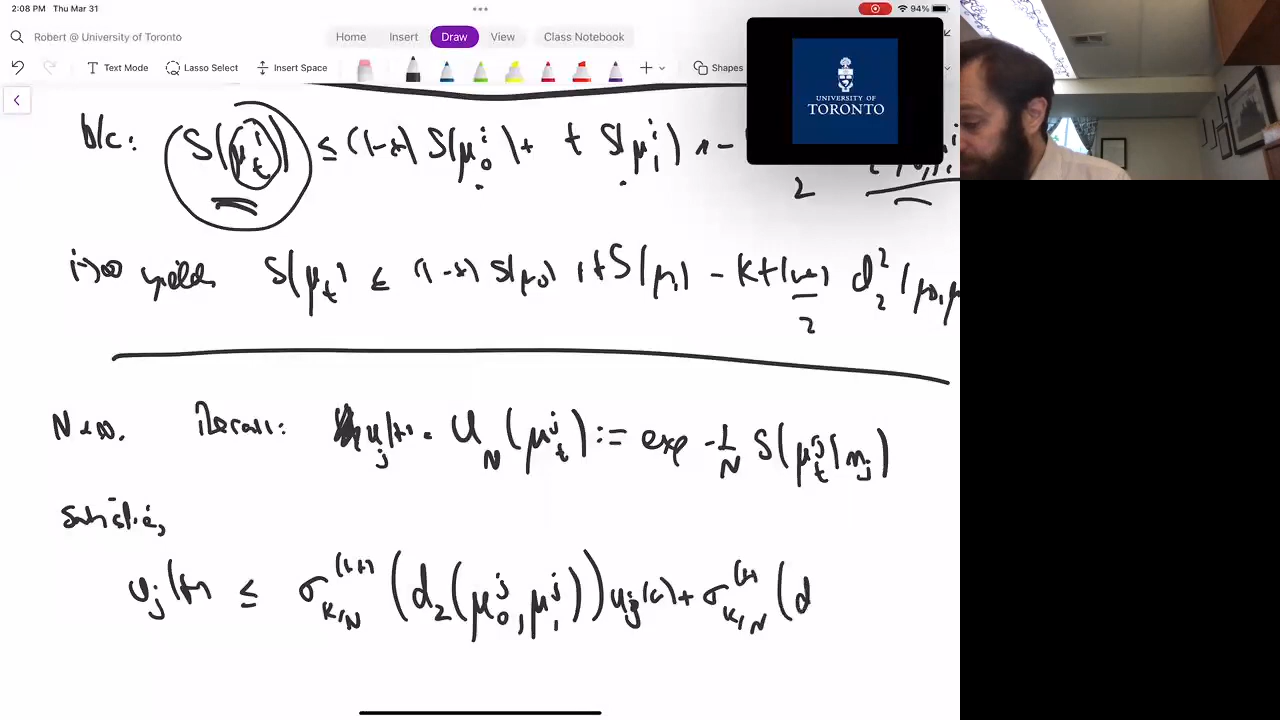 2:08 PM Thu Mar 31
94%
Robert @ University of Toronto
Home Insert Draw View Class Notebook
Text Mode Lasso Select Insert Space Shapes
UNIVERSITY OF
TORONTO
b/c: S(μ_t^i) ≤ (1-t) S(μ_0^i) + t S(μ_1^i) - 2
i→∞ yields S(μ_t) ≤ (1-t) S(μ_0) + t S(μ_1) - K t(1-t)/2 d_2^2(μ_0, μ
N<∞. Recall: u_j(t) = U_N(μ_t^j) := exp -1/N S(μ_t^j | m_j)
satisfies
u_j(t) ≤ σ_{K/N}^{(1-t)} (d_2(μ_0^j, μ_1^j)) u_j(0) + σ_{K/N}^{(t)} (d